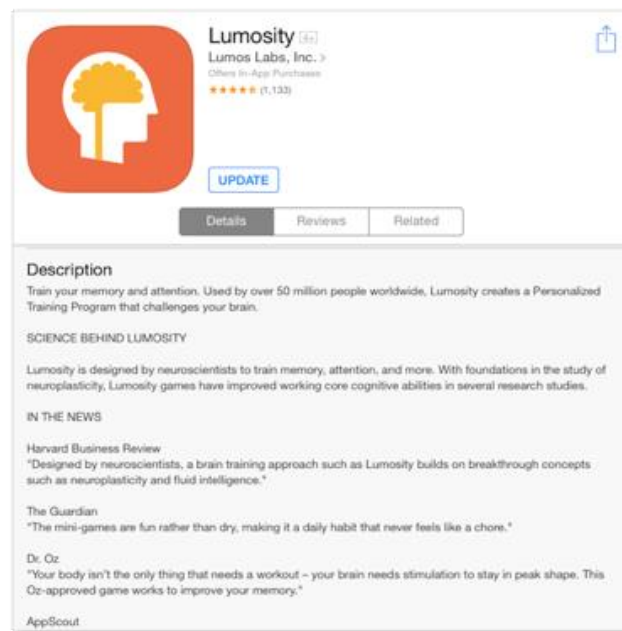 Lumosity 4+
Lumos Labs, Inc. >
Offers In-App Purchases
★★★★★ (1,133)
UPDATE
Details Reviews Related
Description
Train your memory and attention. Used by over 50 million people worldwide, Lumosity creates a Personalized
Training Program that challenges your brain.
SCIENCE BEHIND LUMOSITY
Lumosity is designed by neuroscientists to train memory, attention, and more. With foundations in the study of
neuroplasticity, Lumosity games have improved working core cognitive abilities in several research studies.
IN THE NEWS
Harvard Business Review
"Designed by neuroscientists, a brain training approach such as Lumosity builds on breakthrough concepts
such as neuroplasticity and fluid intelligence."
The Guardian
"The mini-games are fun rather than dry, making it a daily habit that never feels like a chore."
Dr. Oz
"Your body isn't the only thing that needs a workout – your brain needs stimulation to stay in peak shape. This
Oz-approved game works to improve your memory."
AppScout